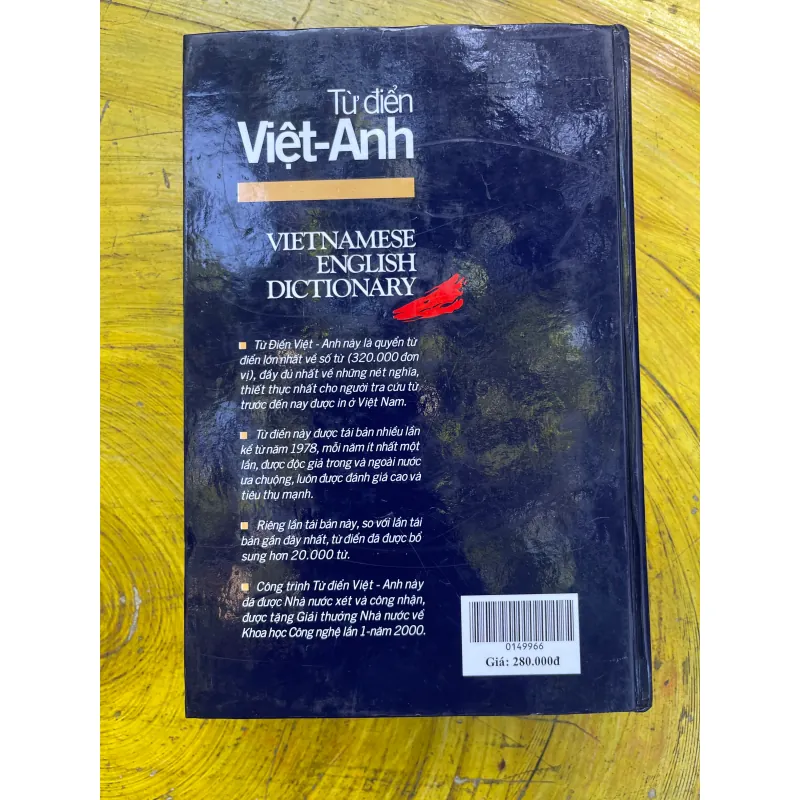 Từ điển
Việt-Anh
VIETNAMESE
ENGLISH
DICTIONARY
Từ Điển Việt - Anh này là quyển từ
điển lớn nhất về số từ (320.000 đơn
vị), đầy đủ nhất về những nét nghĩa,
thiết thực nhất cho người tra cứu từ
trước đến nay được in ở Việt Nam.
Từ điển này được tái bản nhiều lần
kể từ năm 1978, mỗi năm ít nhất một
lần, được độc giả trong và ngoài nước
ưa chuộng, luôn được đánh giá cao và
tiêu thụ mạnh.
Riêng lần tái bản này, so với lần tái
bản gần đây nhất, từ điển đã được bổ
sung hơn 20.000 từ.
Công trình Từ điển Việt - Anh này
đã được Nhà nước xét và công nhận,
được tặng Giải thưởng Nhà nước về
Khoa học Công nghệ lần 1-năm 2000.
0149966
Giá: 280.000đ